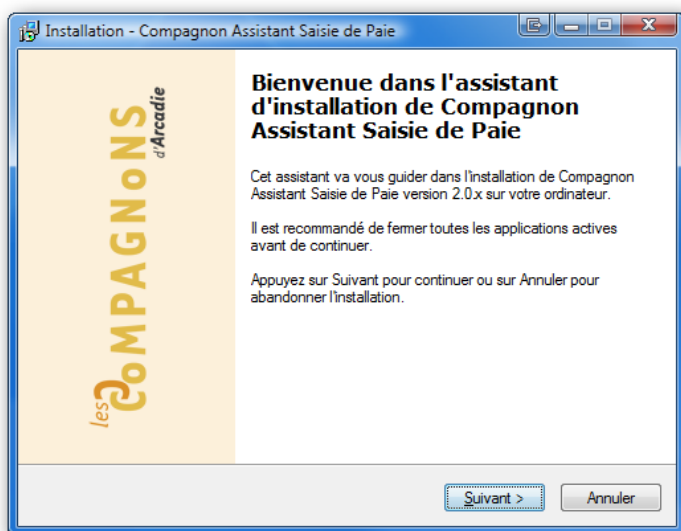 Installation - Compagnon Assistant Saisie de Paie
les COMPAGNoNS
d'Arcadie
Bienvenue dans l'assistant
d'installation de Compagnon
Assistant Saisie de Paie
Cet assistant va vous guider dans l'installation de Compagnon
Assistant Saisie de Paie version 2.0.x sur votre ordinateur.
Il est recommandé de fermer toutes les applications actives
avant de continuer.
Appuyez sur Suivant pour continuer ou sur Annuler pour
abandonner l'installation.
Suivant >
Annuler